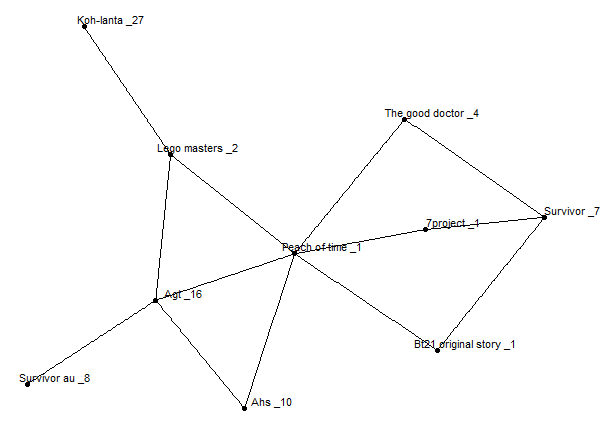 Koh-lanta _27
The good doctor _4
Lego masters _2
Survivor _7
7project _1
Peach of time _1
Agt _16
Bt21 original story _1
Survivor au _8
Ahs _10